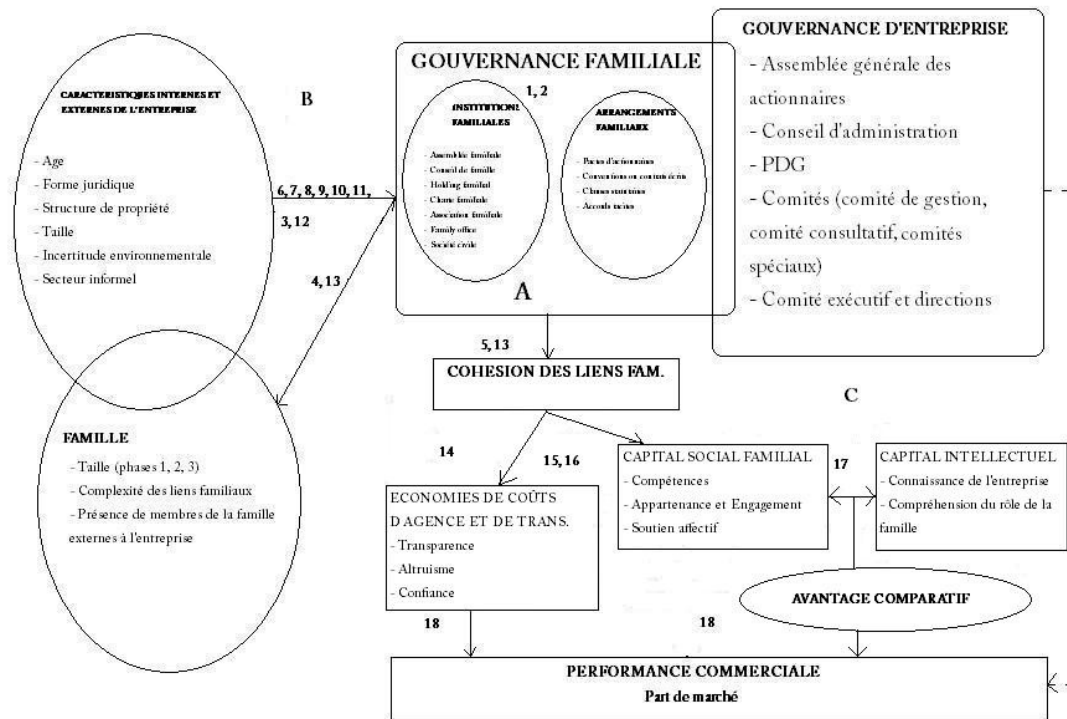 GOUVERNANCE D'ENTREPRISE
- Assemblée générale des
actionnaires
- Conseil d'administration
- PDG
- Comités (comité de gestion,
comité consultatif, comités
spéciaux)
- Comité exécutif et directions
GOUVERNANCE FAMILIALE
1, 2
INSTITUTIONS
FAMILIALES
- Assemblée familiale
- Conseil de famille
- Holding familial
- Charte familiale
- Association familiale
- Family office
- Société civile
ARRANGEMENTS
FAMILIAUX
- Pactes d'actionnaires
- Conventions ou contrats écrits
- Clauses statutaires
- Accords tacites
A
CARACTERISTIQUES INTERNES ET
EXTERNES DE L'ENTREPRISE
- Age
- Forme juridique
- Structure de propriété
- Taille
- Incertitude environnementale
- Secteur informel
B
6, 7, 8, 9, 10, 11,
3, 12
4, 13
FAMILLE
- Taille (phases 1, 2, 3)
- Complexité des liens familiaux
- Présence de membres de la famille
externes à l'entreprise
5, 13
COHESION DES LIENS FAM.
C
14
15, 16
ECONOMIES DE COÛTS
D'AGENCE ET DE TRANS.
- Transparence
- Altruisme
- Confiance
CAPITAL SOCIAL FAMILIAL
- Compétences
- Appartenance et Engagement
- Soutien affectif
17
CAPITAL INTELLECTUEL
- Connaissance de l'entreprise
- Compréhension du rôle de la
famille
AVANTAGE COMPARATIF
18
18
PERFORMANCE COMMERCIALE
Part de marché